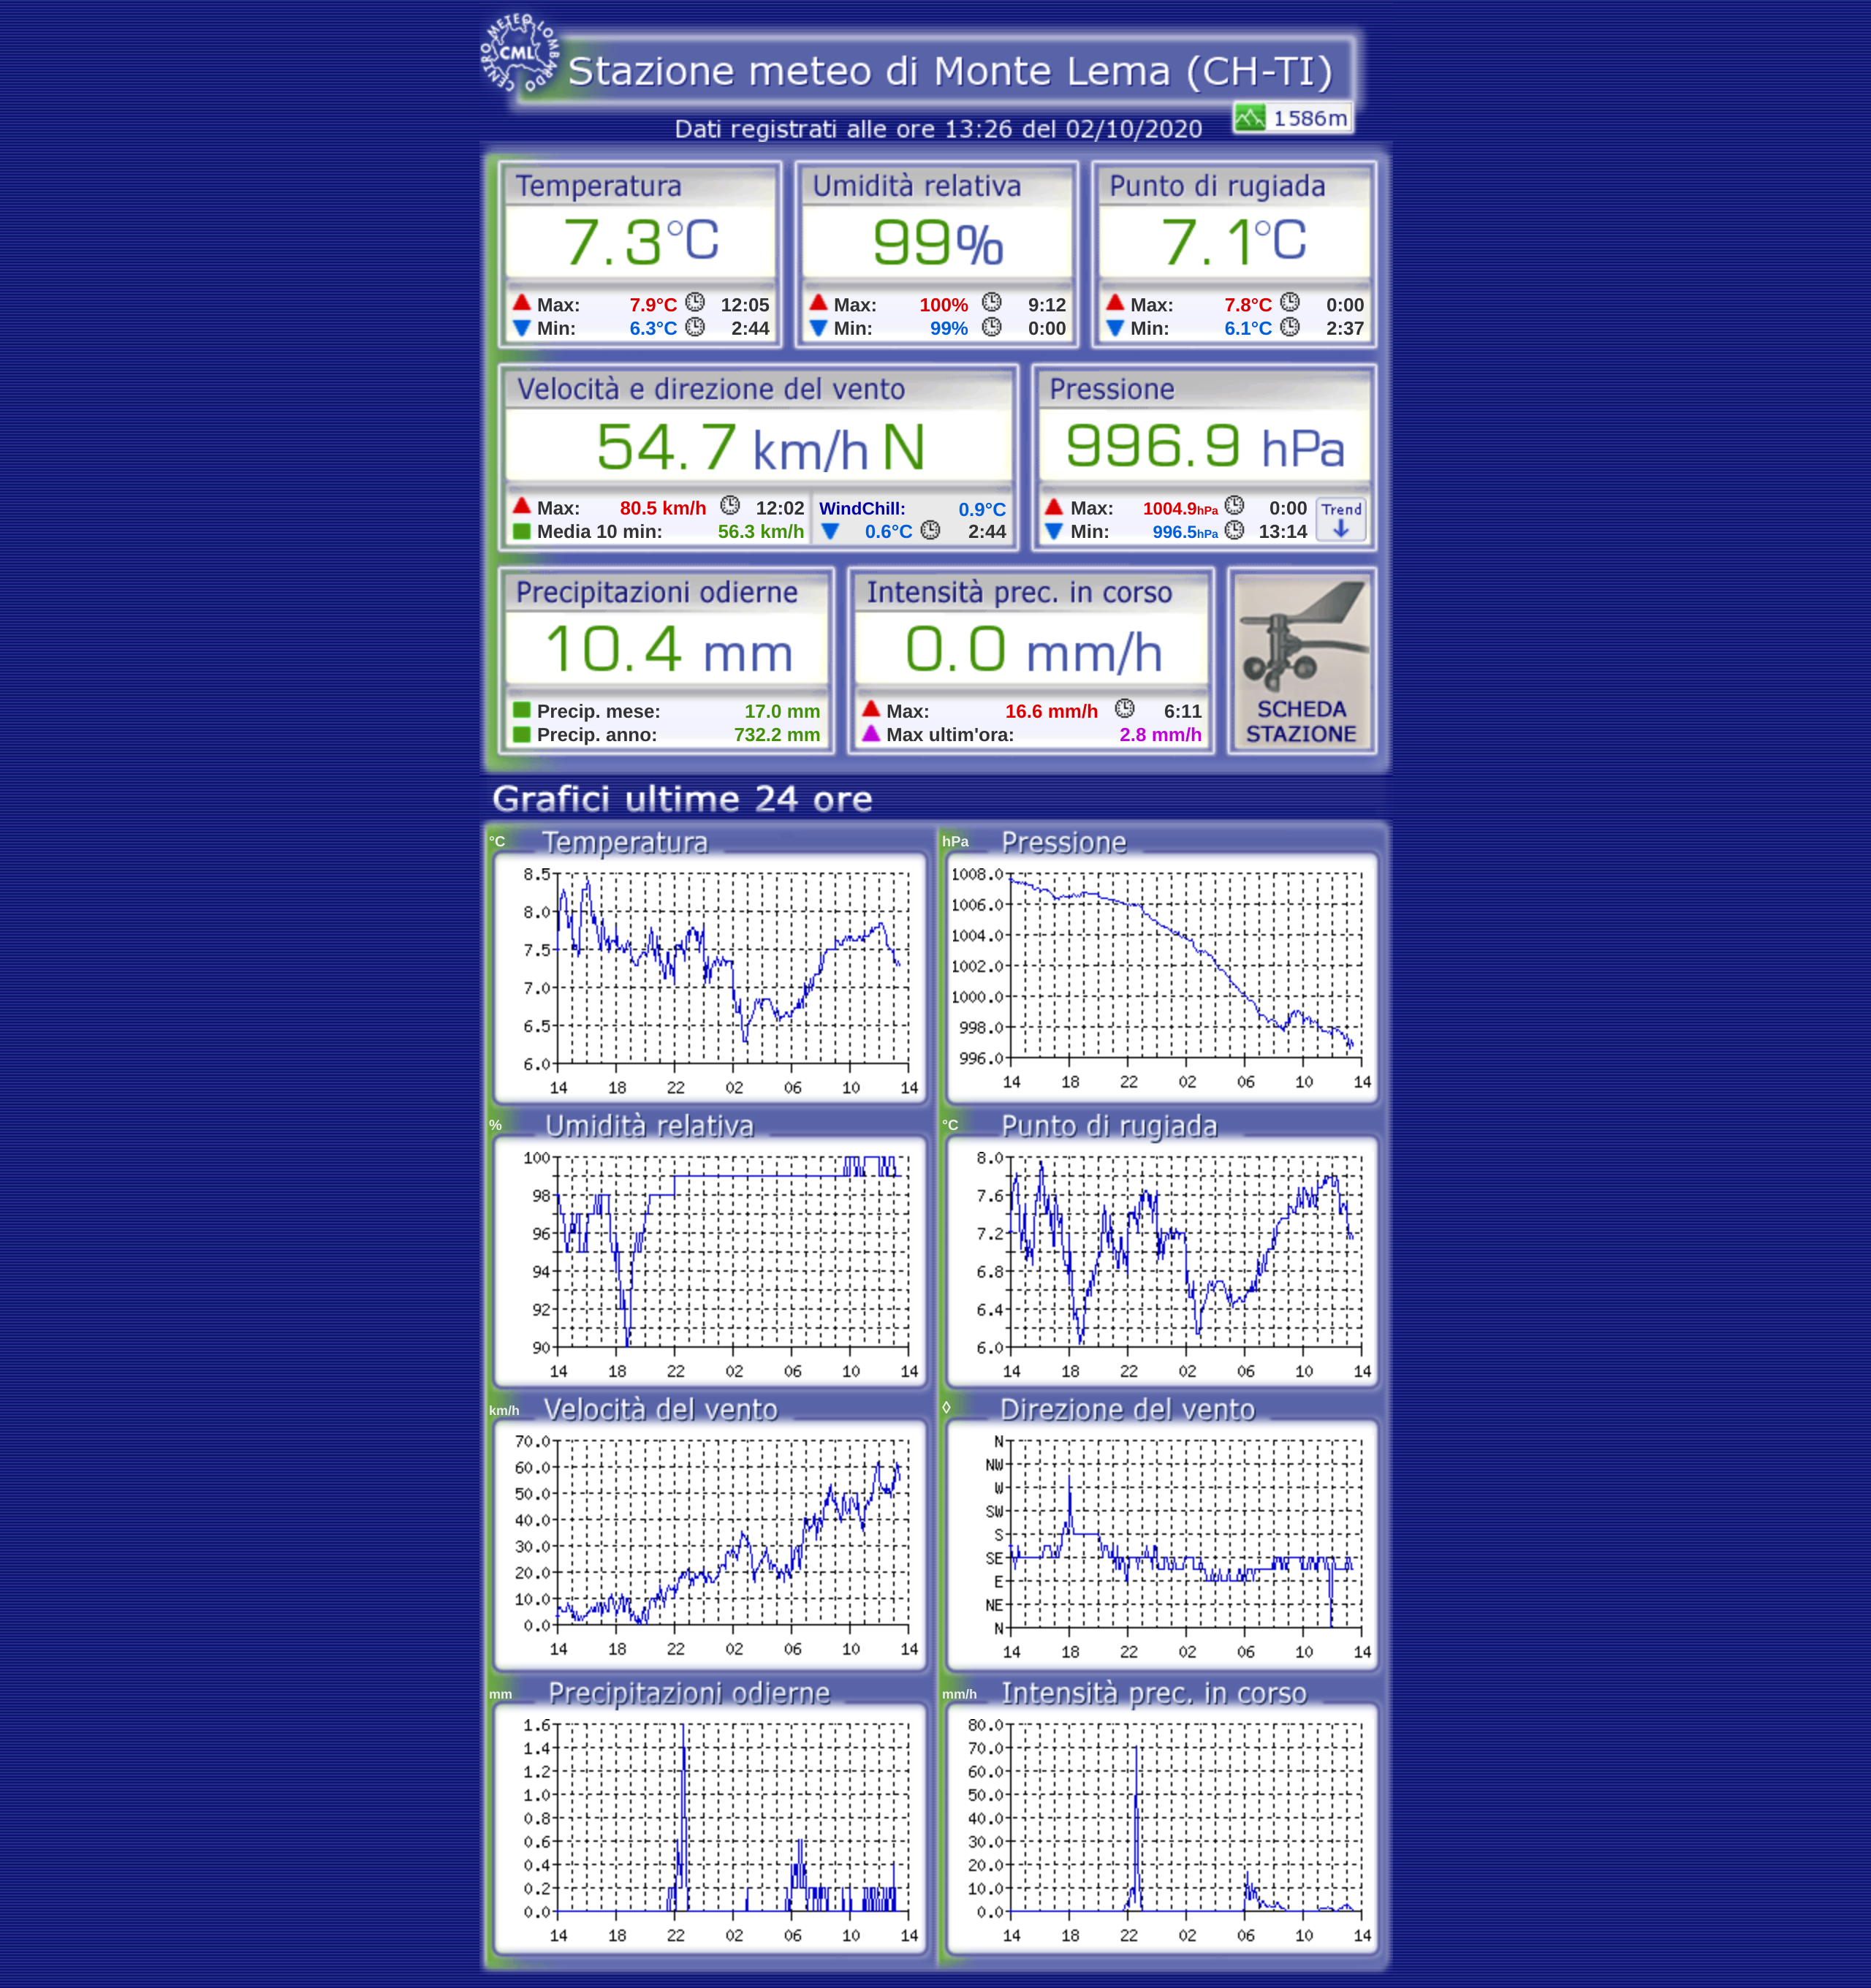 CENTRO METEO LOMBARDO
CML
Stazione meteo di Monte Lema (CH-TI)
1586m
Dati registrati alle ore 13:26 del 02/10/2020
Temperatura Umidità relativa Punto di rugiada
7.3°C 99% 7.1°C
Max: 7.9°C 12:05 Max: 100% 9:12 Max: 7.8°C 0:00
Min: 6.3°C 2:44 Min: 99% 0:00 Min: 6.1°C 2:37
Velocità e direzione del vento Pressione
54.7 km/h N 996.9 hPa
Max: 80.5 km/h 12:02 WindChill: 0.9°C Max: 1004.9hPa 0:00 Trend
Media 10 min: 56.3 km/h 0.6°C 2:44 Min: 996.5hPa 13:14
Precipitazioni odierne Intensità prec. in corso
10.4 mm 0.0 mm/h
Precip. mese: 17.0 mm Max: 16.6 mm/h 6:11 SCHEDA
Precip. anno: 732.2 mm Max ultim'ora: 2.8 mm/h STAZIONE
Grafici ultime 24 ore
°C Temperatura
8.5
8.0
7.5
7.0
6.5
6.0
14 18 22 02 06 10 14
hPa Pressione
1008.0
1006.0
1004.0
1002.0
1000.0
998.0
996.0
14 18 22 02 06 10 14
% Umidità relativa
100
98
96
94
92
90
14 18 22 02 06 10 14
°C Punto di rugiada
8.0
7.6
7.2
6.8
6.4
6.0
14 18 22 02 06 10 14
km/h Velocità del vento
70.0
60.0
50.0
40.0
30.0
20.0
10.0
0.0
14 18 22 02 06 10 14
◊ Direzione del vento
N
NW
W
SW
S
SE
E
NE
N
14 18 22 02 06 10 14
mm Precipitazioni odierne
1.6
1.4
1.2
1.0
0.8
0.6
0.4
0.2
0.0
14 18 22 02 06 10 14
mm/h Intensità prec. in corso
80.0
70.0
60.0
50.0
40.0
30.0
20.0
10.0
0.0
14 18 22 02 06 10 14